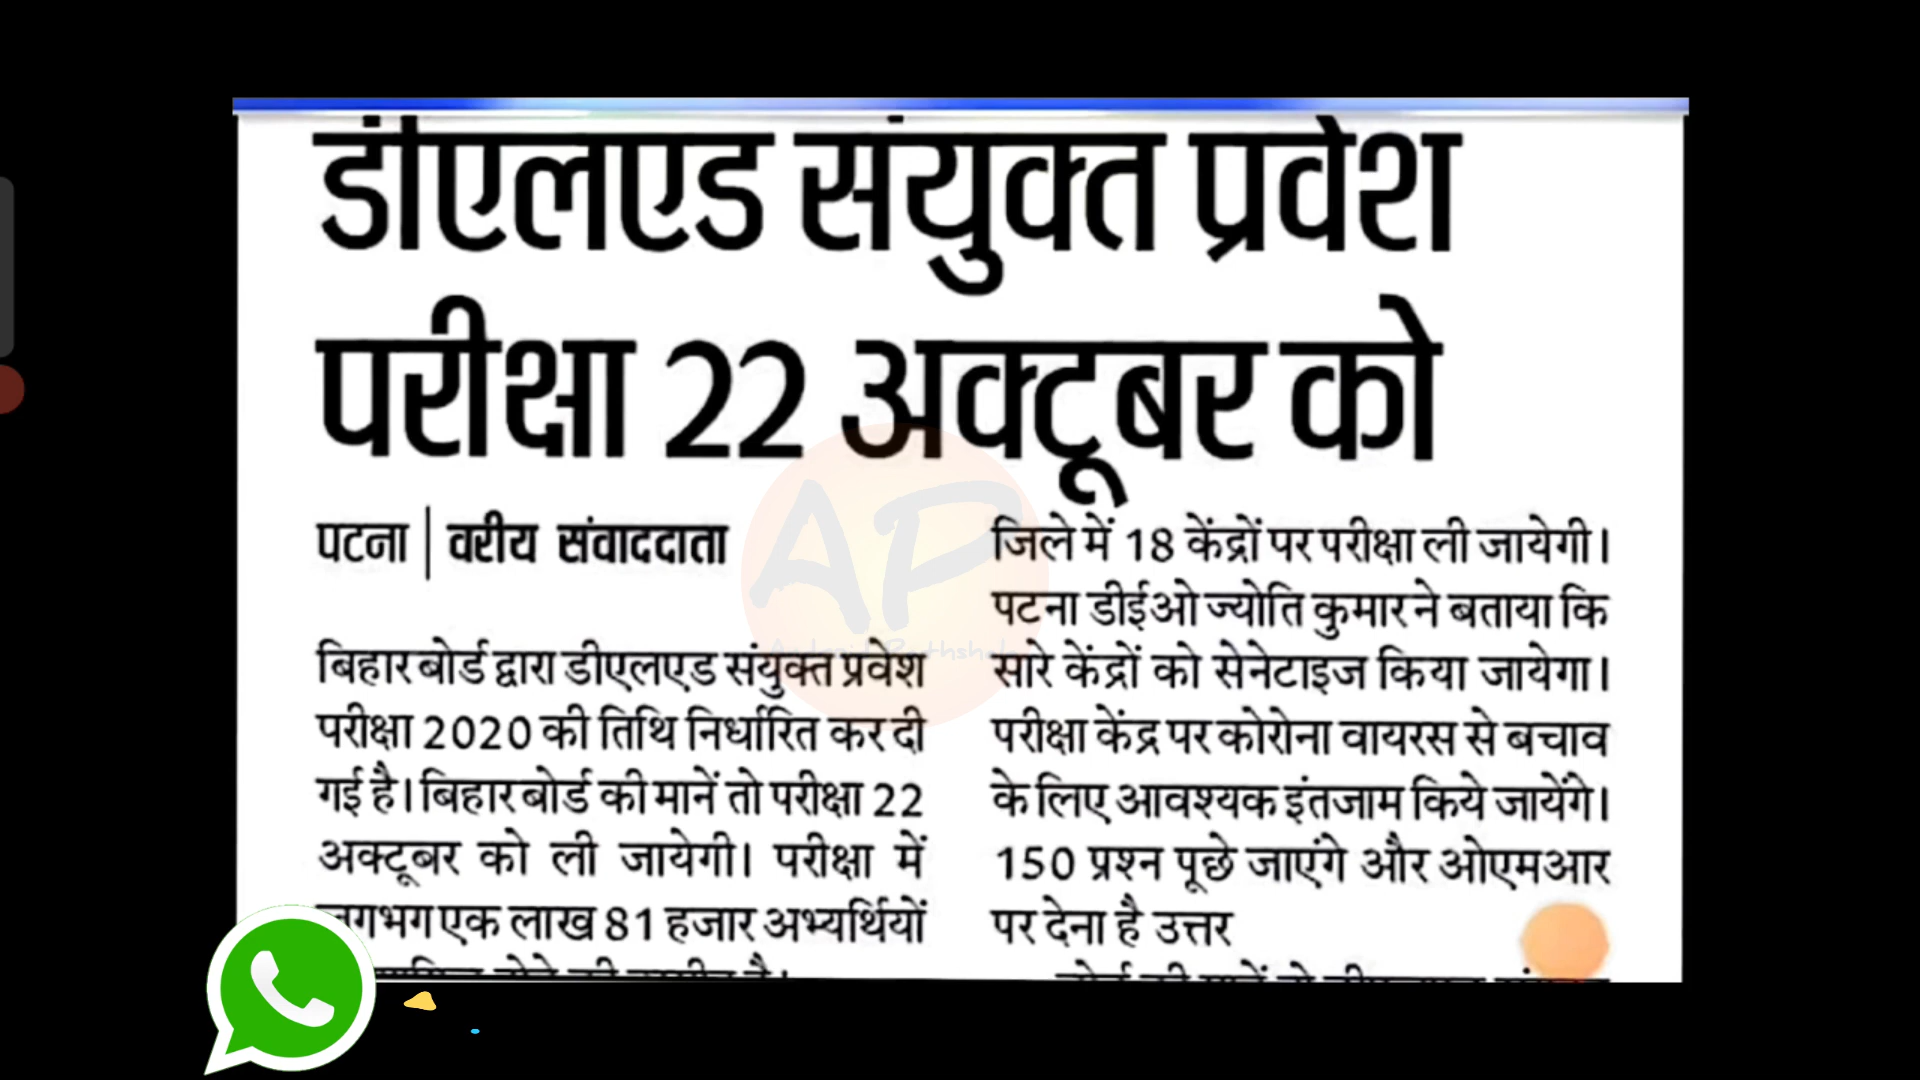 डीएलएड संयुक्त प्रवेश
परीक्षा 22 अक्टूबर को
पटना | वरीय संवाददाता
बिहार बोर्ड द्वारा डीएलएड संयुक्त प्रवेश
परीक्षा 2020 की तिथि निर्धारित कर दी
गई है। बिहार बोर्ड की मानें तो परीक्षा 22
अक्टूबर को ली जायेगी। परीक्षा में
लगभग एक लाख 81 हजार अभ्यर्थियों
जिले में 18 केंद्रों पर परीक्षा ली जायेगी।
पटना डीईओ ज्योति कुमार ने बताया कि
सारे केंद्रों को सेनेटाइज किया जायेगा।
परीक्षा केंद्र पर कोरोना वायरस से बचाव
के लिए आवश्यक इंतजाम किये जायेंगे।
150 प्रश्न पूछे जाएंगे और ओएमआर
पर देना है उत्तर
AP